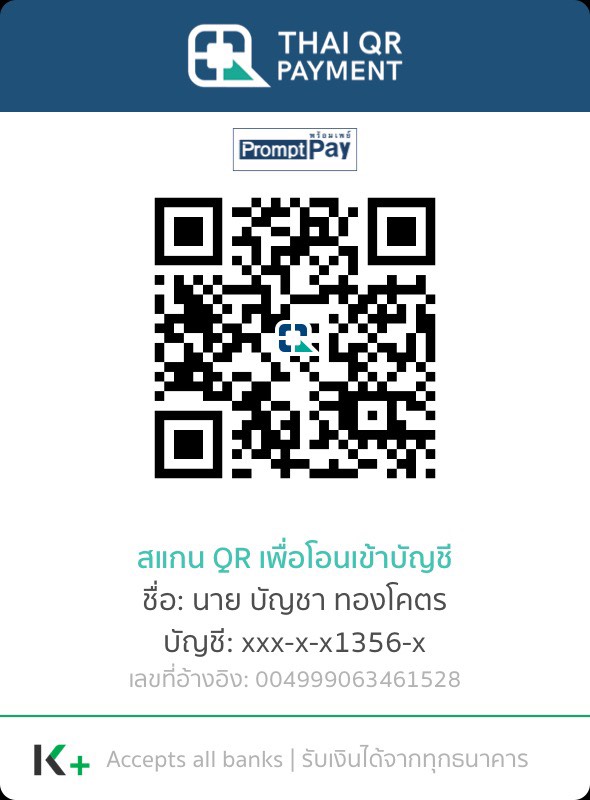 THAI QR
PAYMENT
พร้อมเพย์
PromptPay
สแกน QR เพื่อโอนเข้าบัญชี
ชื่อ: นาย บัญชา ทองโคตร
บัญชี: xxx-x-x1356-x
เลขที่อ้างอิง: 004999063461528
K+ Accepts all banks | รับเงินได้จากทุกธนาคาร